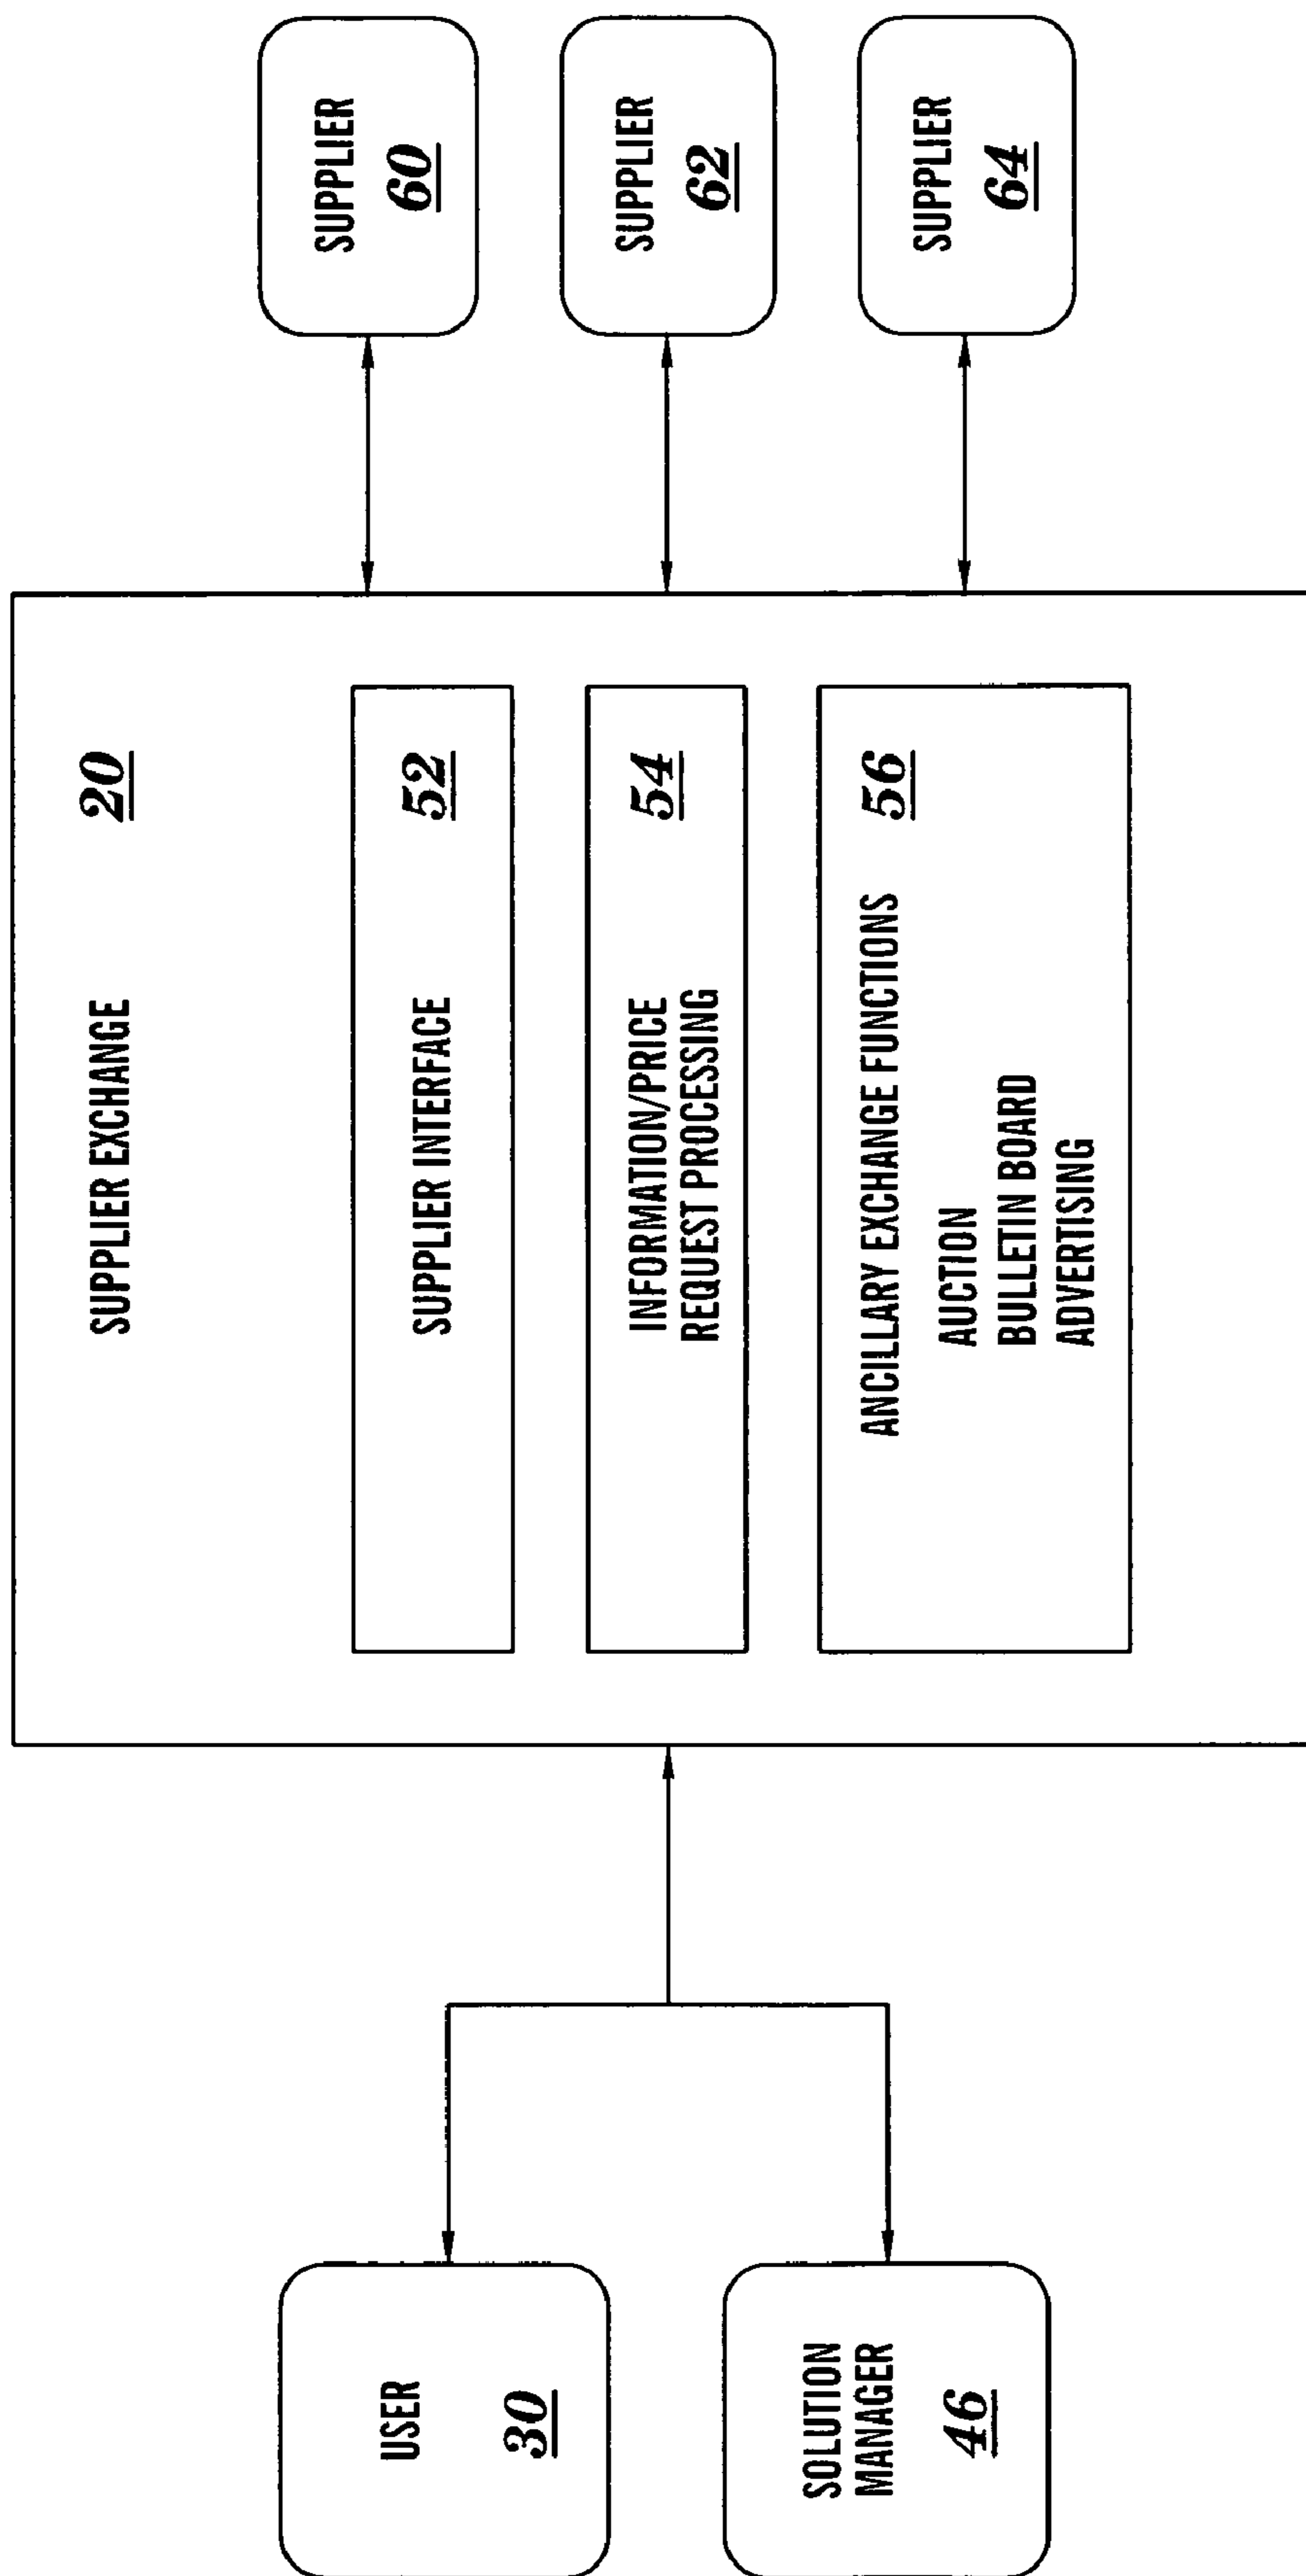 USER
30
SOLUTION
MANAGER
46
SUPPLIER EXCHANGE
20
SUPPLIER INTERFACE
52
INFORMATION/PRICE
REQUEST PROCESSING
54
ANCILLARY EXCHANGE FUNCTIONS
56
AUCTION
BULLETIN BOARD
ADVERTISING
SUPPLIER
60
SUPPLIER
62
SUPPLIER
64